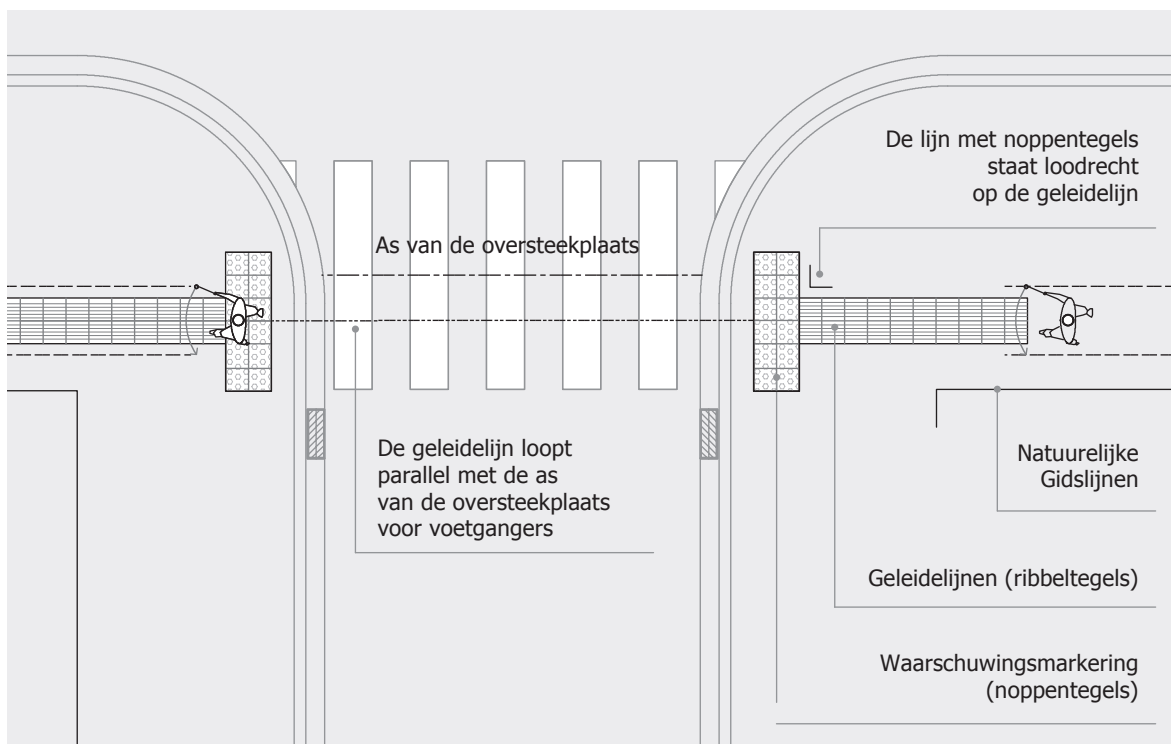 De lijn met noppentegels
staat loodrecht
op de geleidelijn
As van de oversteekplaats
De geleidelijn loopt
parallel met de as
van de oversteekplaats
voor voetgangers
Natuurelijke
Gidslijnen
Geleidelijnen (ribbeltegels)
Waarschuwingsmarkering
(noppentegels)